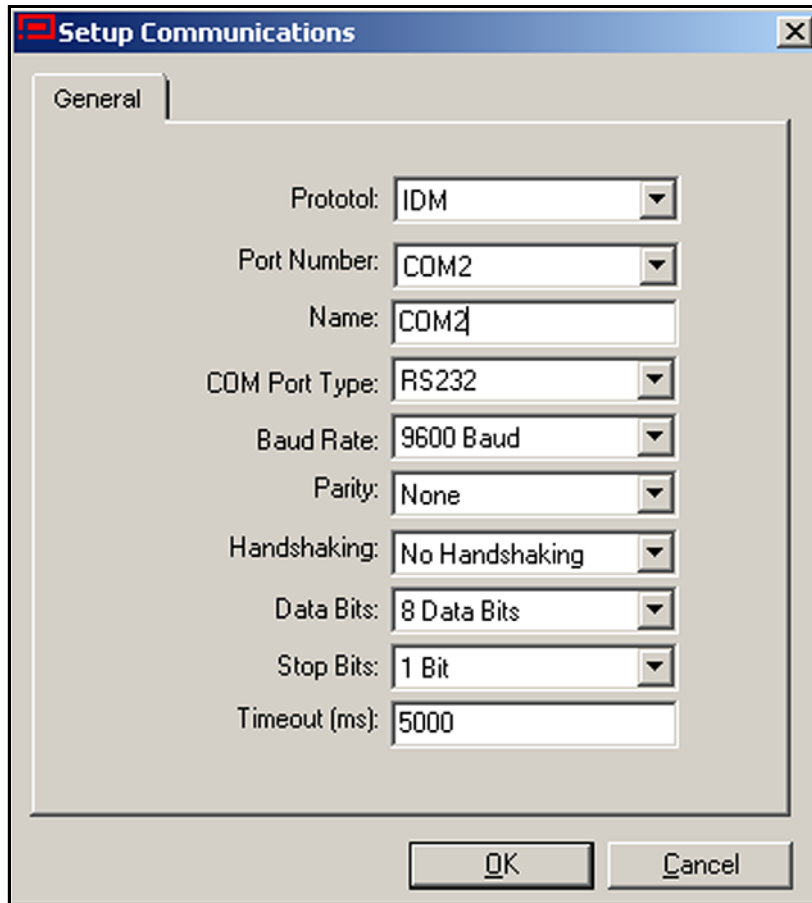 Setup Communications
General
Prototol: IDM
Port Number: COM2
Name: COM2
COM Port Type: RS232
Baud Rate: 9600 Baud
Parity: None
Handshaking: No Handshaking
Data Bits: 8 Data Bits
Stop Bits: 1 Bit
Timeout (ms): 5000
OK Cancel